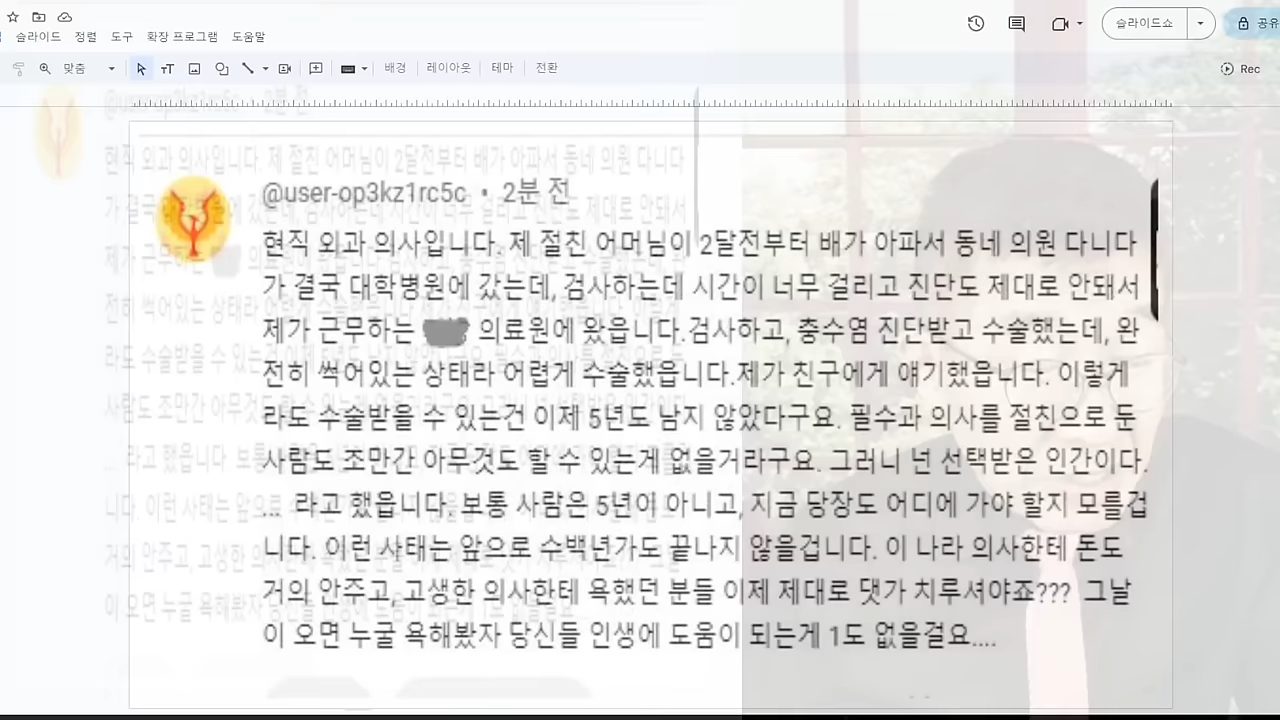 슬라이드 정렬 도구 확장 프로그램 도움말
슬라이드쇼
공유
맞춤
배경 레이아웃 테마 전환
Rec
@user-op3kz1rc5c • 2분 전
현직 외과 의사입니다. 제 절친 어머님이 2달전부터 배가 아파서 동네 의원 다니다
가 결국 대학병원에 갔는데, 검사하는데 시간이 너무 걸리고 진단도 제대로 안돼서
제가 근무하는 의료원에 왔읍니다.검사하고, 충수염 진단받고 수술했는데, 완
전히 썩어있는 상태라 어렵게 수술했읍니다.제가 친구에게 얘기했읍니다. 이렇게
라도 수술받을 수 있는건 이제 5년도 남지 않았다구요. 필수과 의사를 절친으로 둔
사람도 조만간 아무것도 할 수 있는게 없을거라구요. 그러니 넌 선택받은 인간이다.
... 라고 했읍니다. 보통 사람은 5년이 아니고, 지금 당장도 어디에 가야 할지 모를겁
니다. 이런 사태는 앞으로 수백년가도 끝나지 않을겁니다. 이 나라 의사한테 돈도
거의 안주고, 고생한 의사한테 욕했던 분들 이제 제대로 댓가 치루셔야죠??? 그날
이 오면 누굴 욕해봤자 당신들 인생에 도움이 되는게 1도 없을걸요....